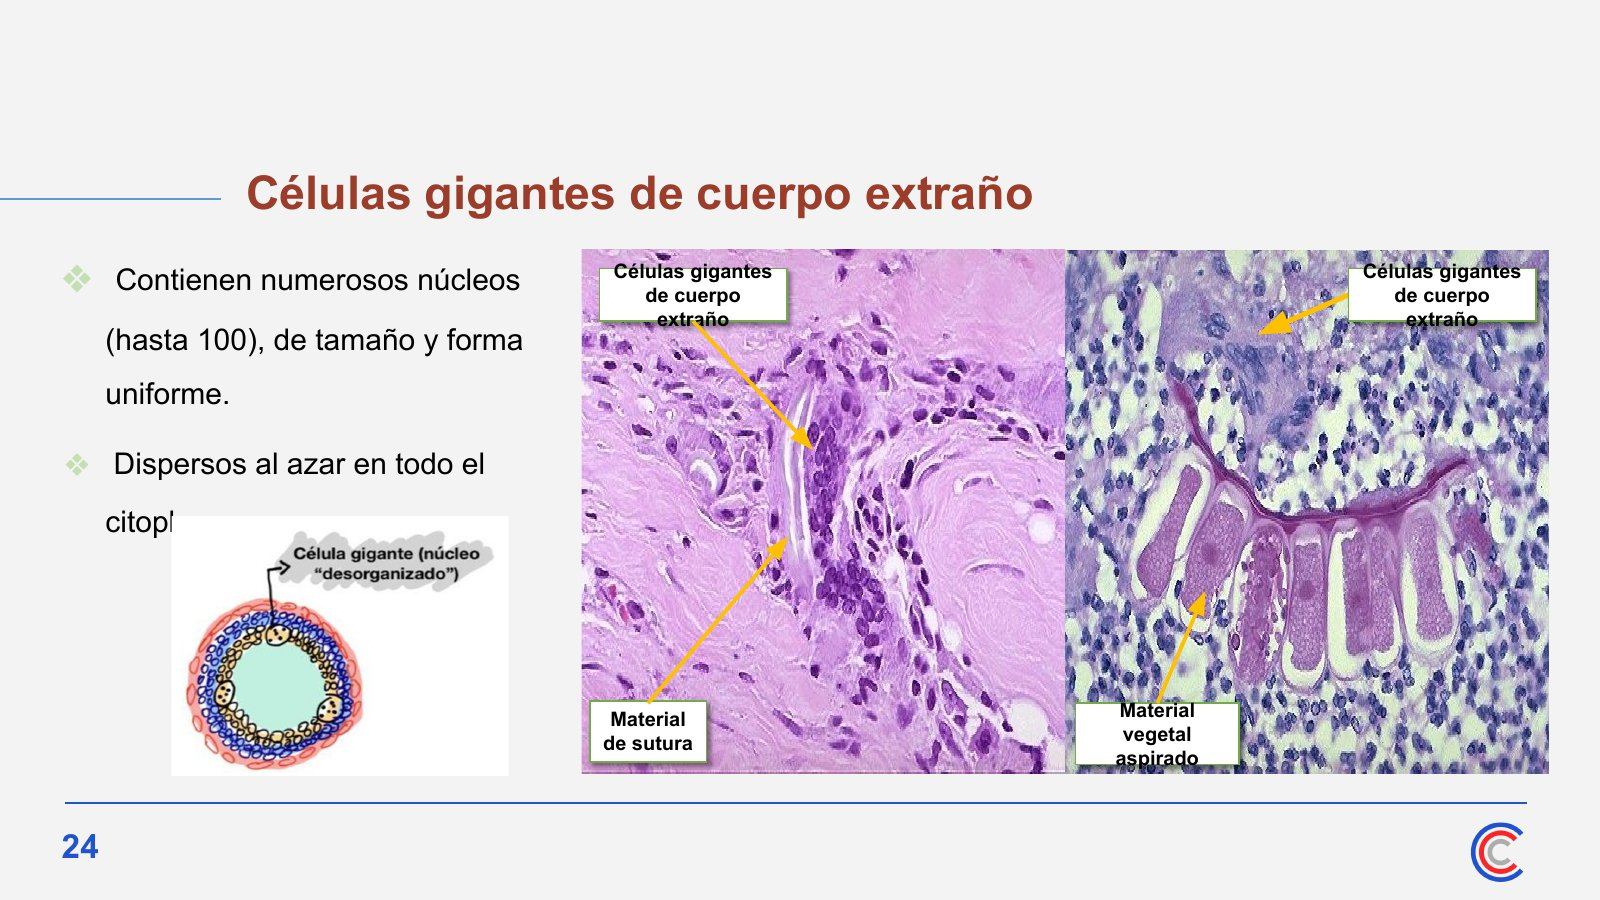 Células gigantes de cuerpo extraño
Contienen numerosos núcleos
(hasta 100), de tamaño y forma
uniforme.
Dispersos al azar en todo el
Célula gigante (núcleo
“desorganizado”)
Células gigantes
de cuerpo
extraño
Material
de sutura
Células gigantes
de cuerpo
extraño
Material
vegetal
aspirado
24